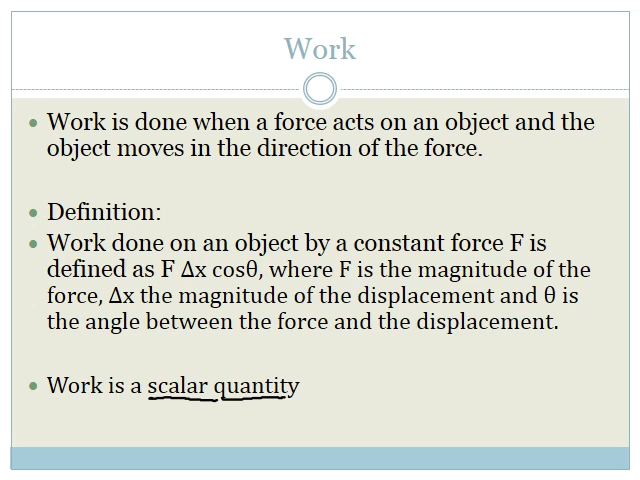 Work
• Work is done when a force acts on an object and the
object moves in the direction of the force.
• Definition:
• Work done on an object by a constant force F is
defined as F Δx cosθ, where F is the magnitude of the
force, Δx the magnitude of the displacement and θ is
the angle between the force and the displacement.
• Work is a scalar quantity